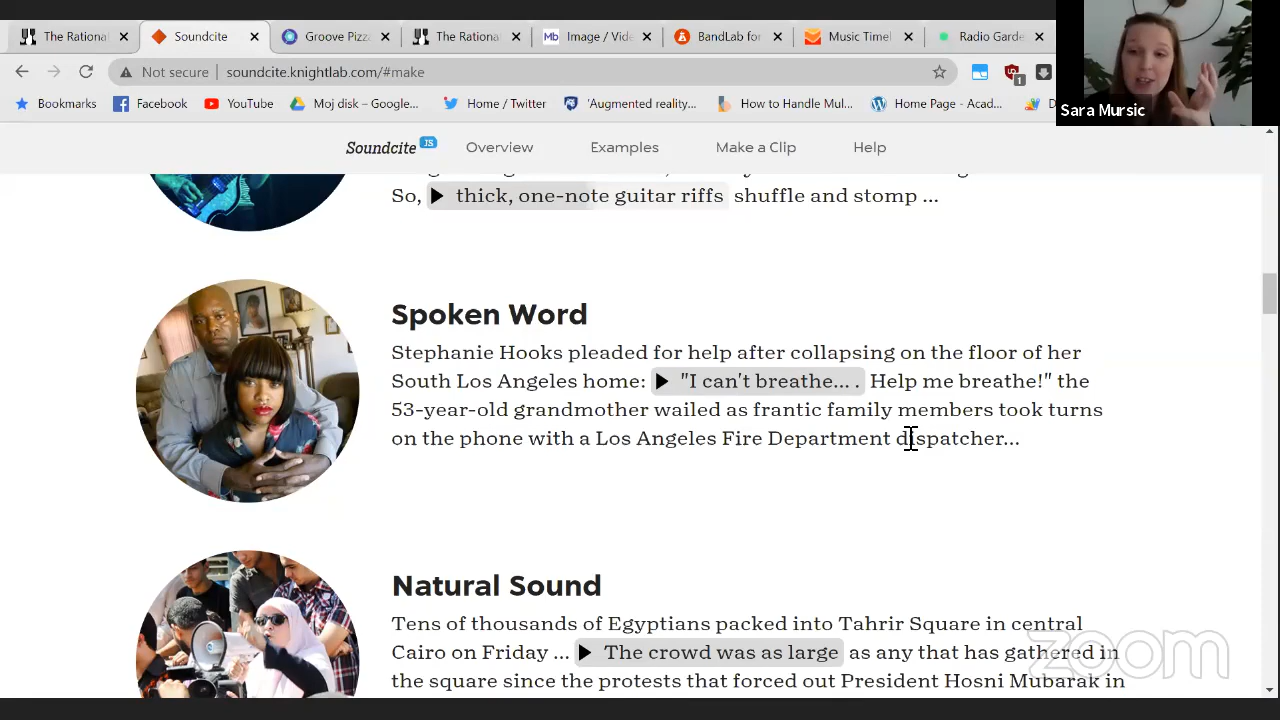 The Rationa
Soundcite
Groove Pizz
The Rationa
Image / Vide
BandLab for
Music Timel
Radio Garde
Not secure | soundcite.knightlab.com/#make
Bookmarks Facebook YouTube Moj disk – Google... Home / Twitter 'Augmented reality... How to Handle Mul... Home Page - Acad...
Sara Mursic
Soundcite JS Overview Examples Make a Clip Help
So, thick, one-note guitar riffs shuffle and stomp ...
Spoken Word
Stephanie Hooks pleaded for help after collapsing on the floor of her
South Los Angeles home: "I can't breathe... . Help me breathe!" the
53-year-old grandmother wailed as frantic family members took turns
on the phone with a Los Angeles Fire Department dispatcher...
Natural Sound
Tens of thousands of Egyptians packed into Tahrir Square in central
Cairo on Friday ... The crowd was as large as any that has gathered in
the square since the protests that forced out President Hosni Mubarak in
zoom